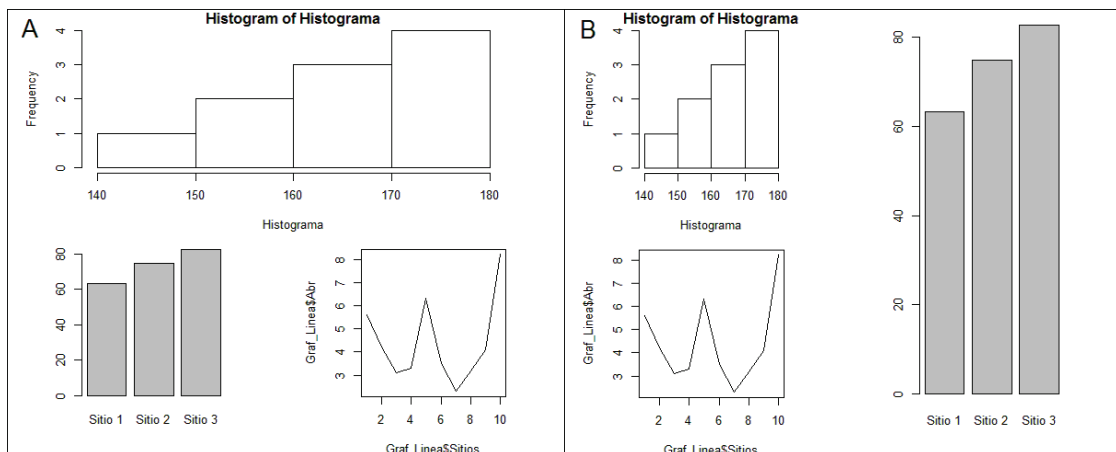 A
Histogram of Histograma
Frequency
0 1 2 3 4
140 150 160 170 180
Histograma
0 20 40 60 80
Sitio 1 Sitio 2 Sitio 3
Graf_Linea$Abr
3 4 5 6 7 8
2 4 6 8 10
Graf_Linea$Sitios
B
Histogram of Histograma
Frequency
0 1 2 3 4
140 150 160 170 180
Histograma
Graf_Linea$Abr
3 4 5 6 7 8
2 4 6 8 10
Graf_Linea$Sitios
0 20 40 60 80
Sitio 1 Sitio 2 Sitio 3